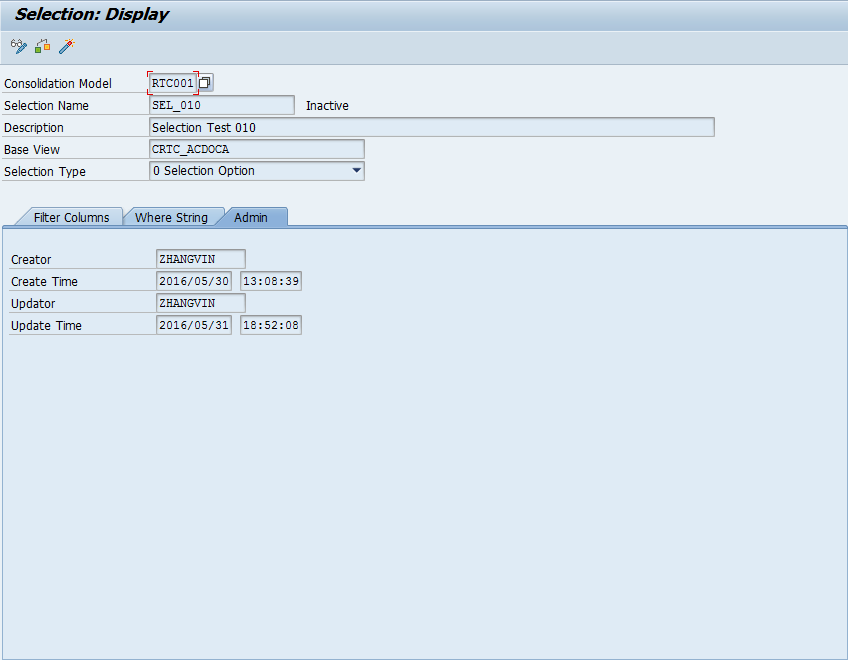 Selection: Display
Consolidation Model RTC001
Selection Name SEL_010 Inactive
Description Selection Test 010
Base View CRTC_ACDOCA
Selection Type 0 Selection Option
Filter Columns Where String Admin
Creator ZHANGVIN
Create Time 2016/05/30 13:08:39
Updator ZHANGVIN
Update Time 2016/05/31 18:52:08